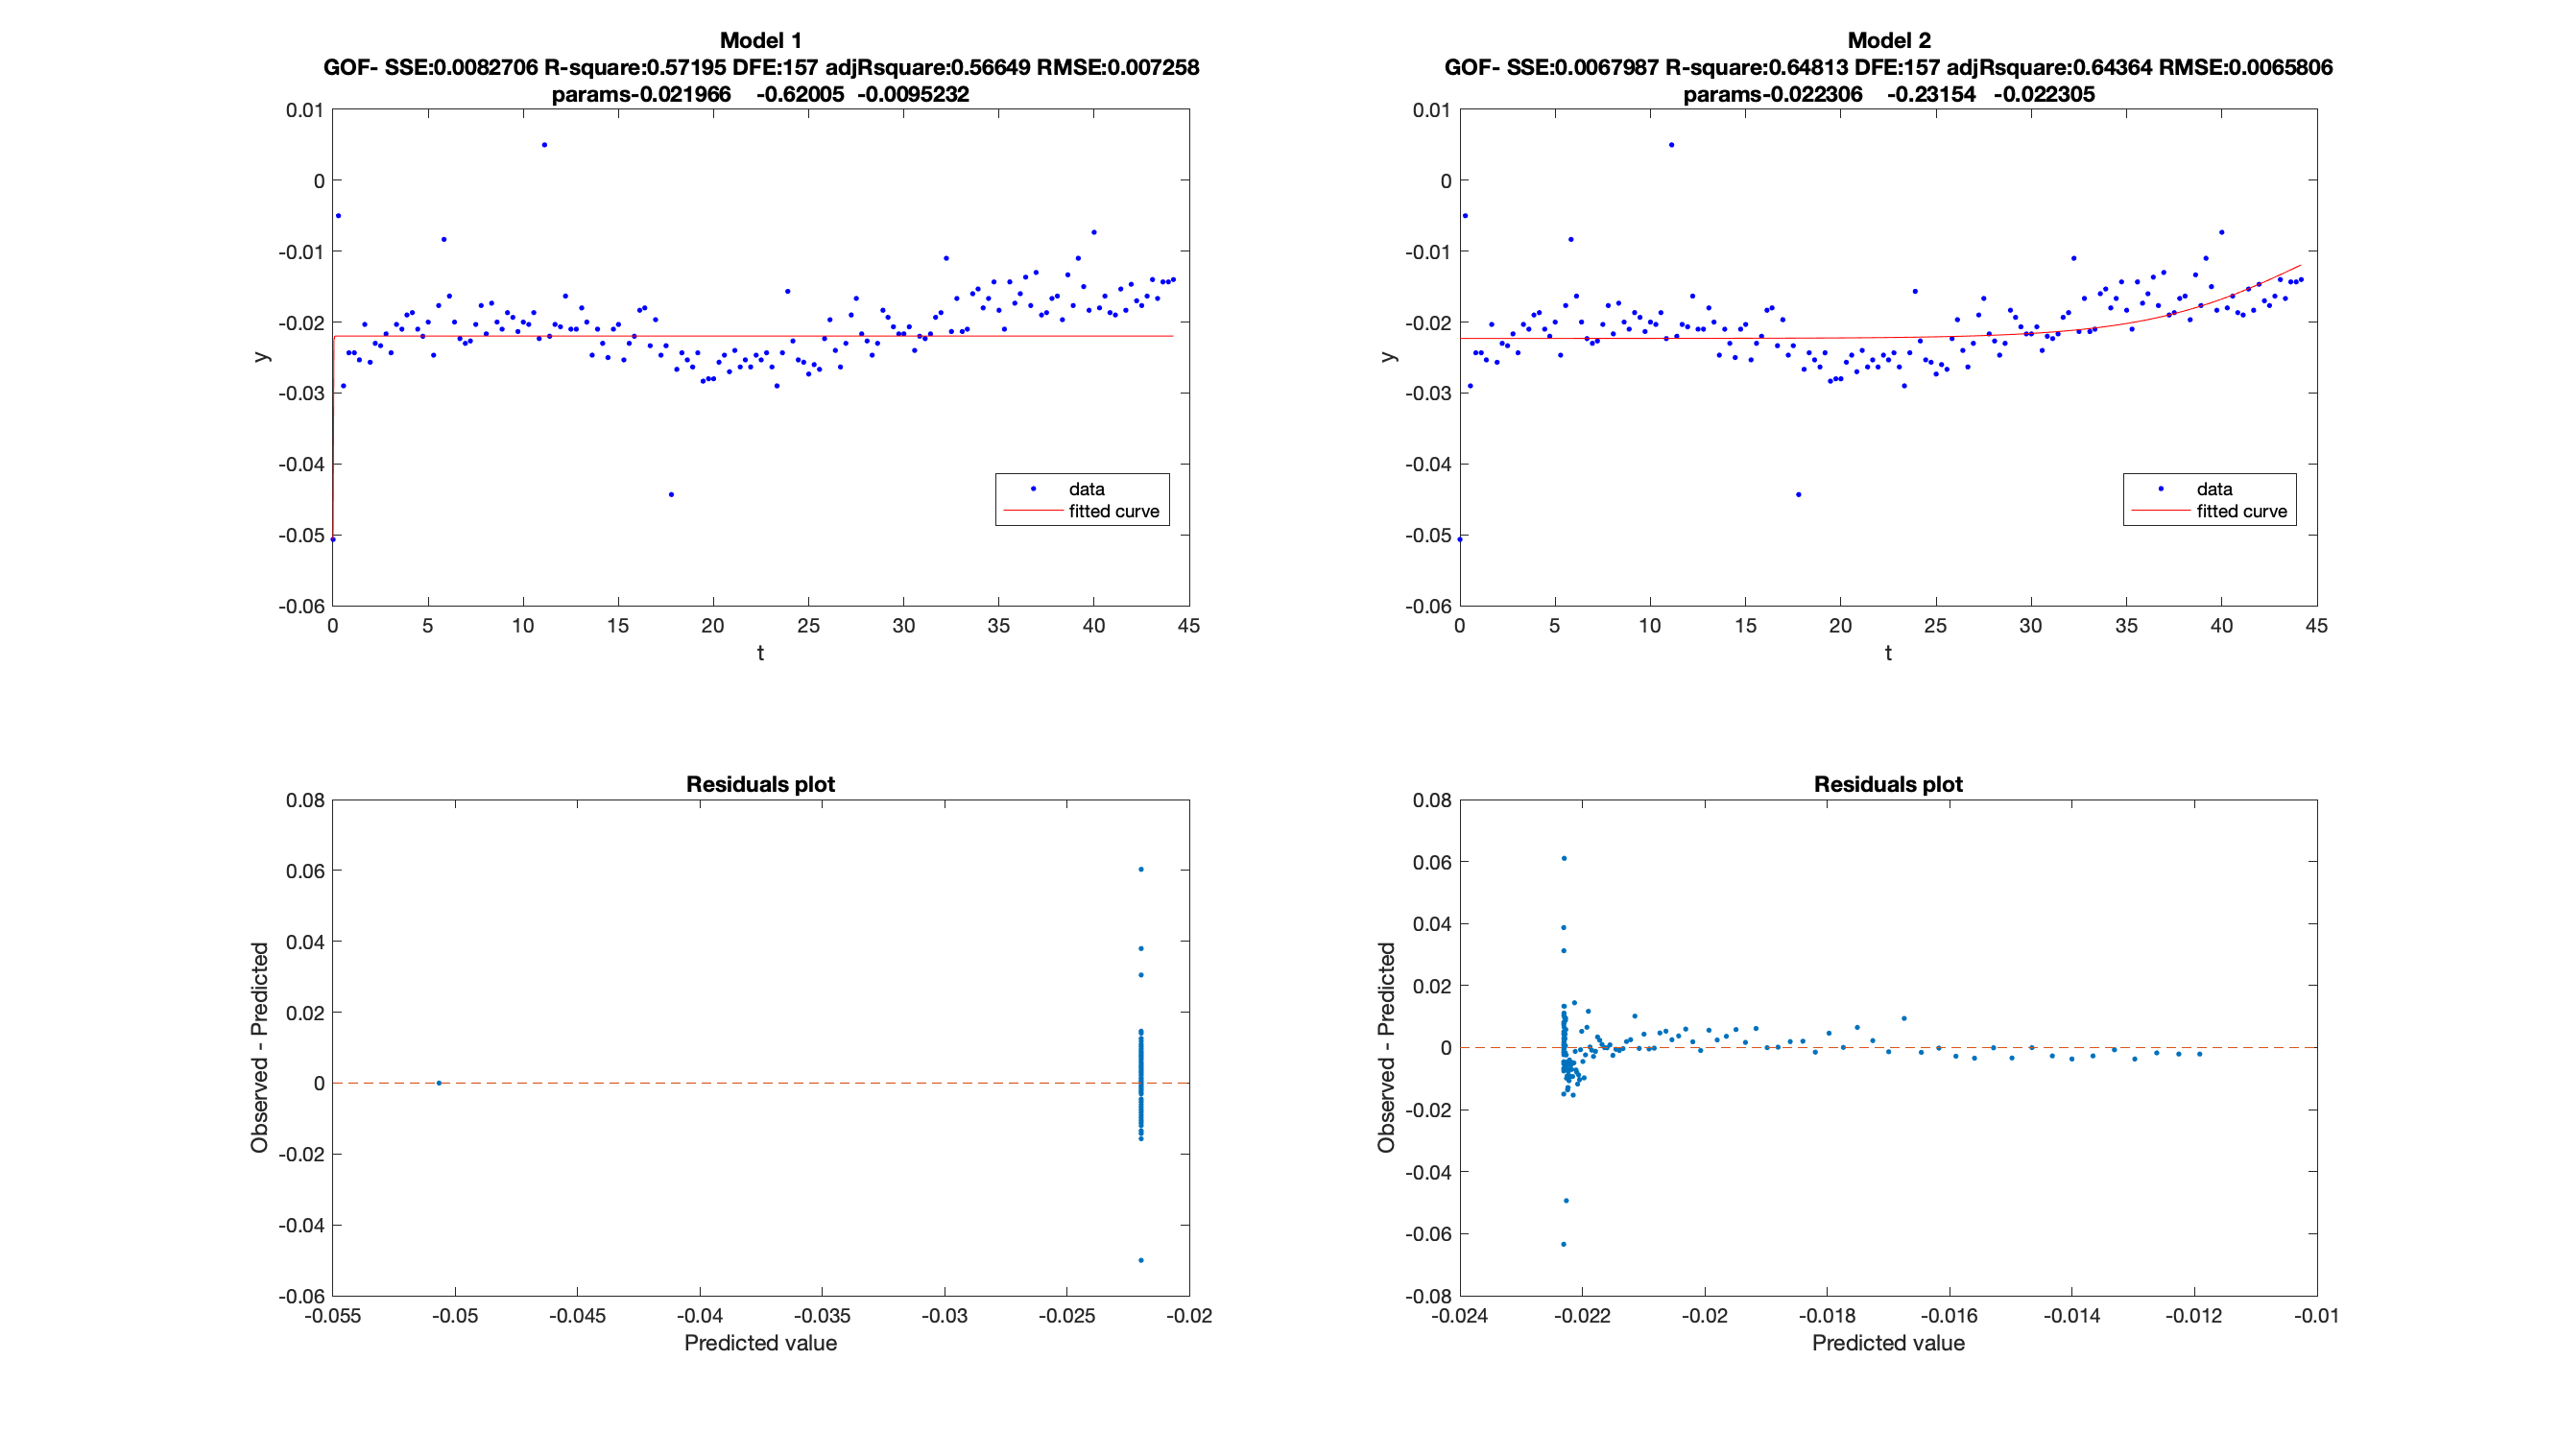 Model 1
GOF- SSE:0.0082706 R-square:0.57195 DFE:157 adjRsquare:0.56649 RMSE:0.007258
params-0.021966 -0.62005 -0.0095232
0.01
0
-0.01
-0.02
-0.03
-0.04
-0.05
-0.06
y
0 5 10 15 20 25 30 35 40 45
t
data
fitted curve
Model 2
GOF- SSE:0.0067987 R-square:0.64813 DFE:157 adjRsquare:0.64364 RMSE:0.0065806
params-0.022306 -0.23154 -0.022305
0.01
0
-0.01
-0.02
-0.03
-0.04
-0.05
-0.06
y
0 5 10 15 20 25 30 35 40 45
t
data
fitted curve
Residuals plot
0.08
0.06
0.04
0.02
0
-0.02
-0.04
-0.06
Observed - Predicted
-0.055 -0.05 -0.045 -0.04 -0.035 -0.03 -0.025 -0.02
Predicted value
Residuals plot
0.08
0.06
0.04
0.02
0
-0.02
-0.04
-0.06
-0.08
Observed - Predicted
-0.024 -0.022 -0.02 -0.018 -0.016 -0.014 -0.012 -0.01
Predicted value